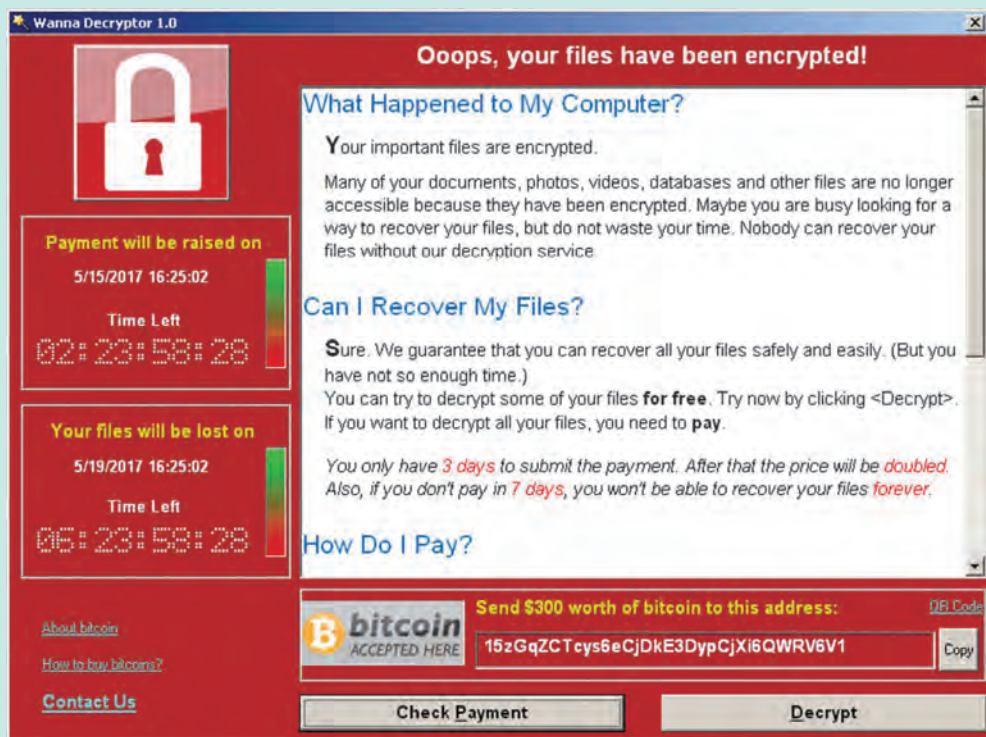 Wanna Decryptor 1.0
Ooops, your files have been encrypted!
Payment will be raised on
5/15/2017 16:25:02
Time Left
02:23:58:28
Your files will be lost on
5/19/2017 16:25:02
Time Left
06:23:58:28
About bitcoin
How to buy bitcoins?
Contact Us
What Happened to My Computer?
Your important files are encrypted.
Many of your documents, photos, videos, databases and other files are no longer
accessible because they have been encrypted. Maybe you are busy looking for a
way to recover your files, but do not waste your time. Nobody can recover your
files without our decryption service.
Can I Recover My Files?
Sure. We guarantee that you can recover all your files safely and easily. (But you
have not so enough time.)
You can try to decrypt some of your files for free. Try now by clicking <Decrypt>.
If you want to decrypt all your files, you need to pay.
You only have 3 days to submit the payment. After that the price will be doubled.
Also, if you don't pay in 7 days, you won't be able to recover your files forever.
How Do I Pay?
bitcoin
ACCEPTED HERE
Send $300 worth of bitcoin to this address:
QR Code
15zGqZCTcys6eCjDkE3DypCjXi6QWRV6V1
Copy
Check Payment
Decrypt